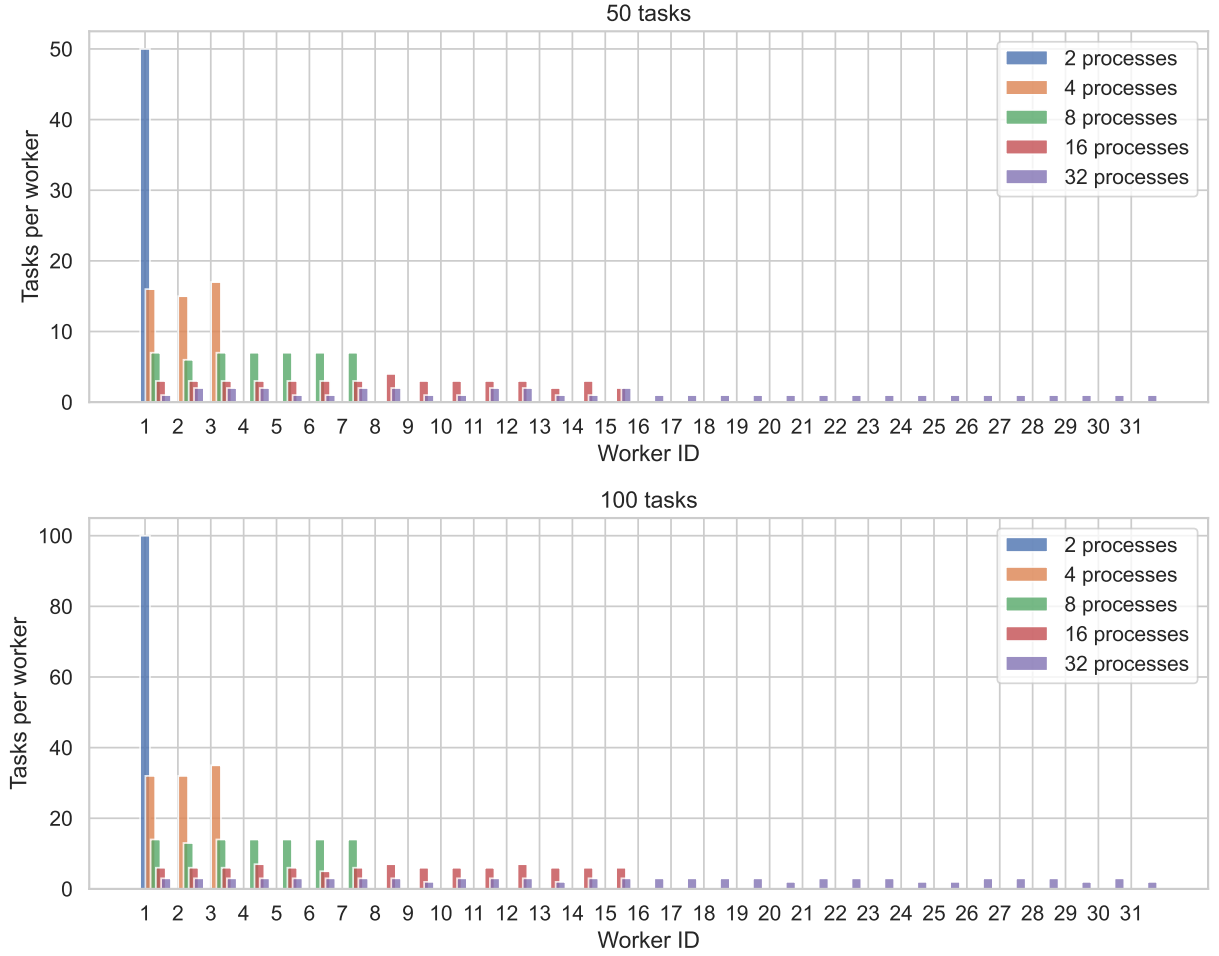 50 tasks
50
40
30
20
10
0
Tasks per worker
2 processes
4 processes
8 processes
16 processes
32 processes
1 2 3 4 5 6 7 8 9 10 11 12 13 14 15 16 17 18 19 20 21 22 23 24 25 26 27 28 29 30 31
Worker ID
100 tasks
100
80
60
40
20
0
Tasks per worker
2 processes
4 processes
8 processes
16 processes
32 processes
1 2 3 4 5 6 7 8 9 10 11 12 13 14 15 16 17 18 19 20 21 22 23 24 25 26 27 28 29 30 31
Worker ID